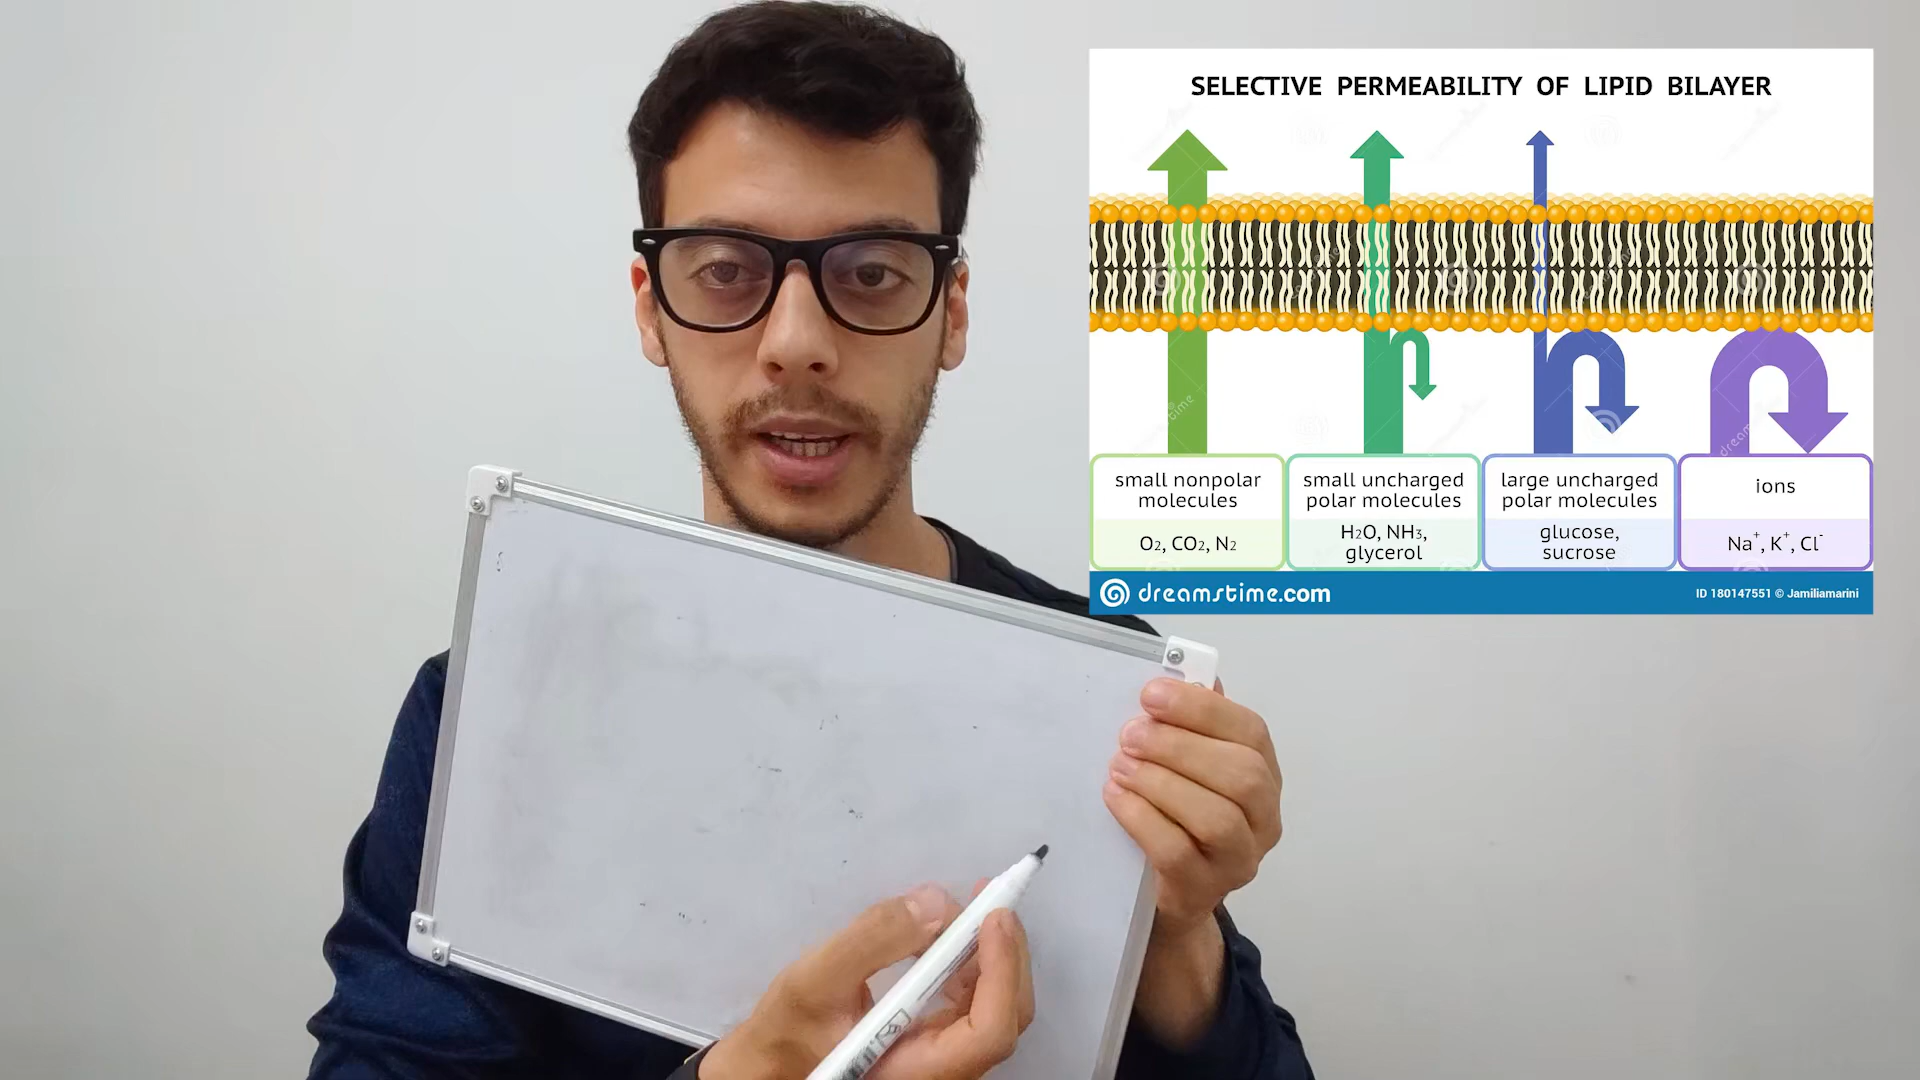 SELECTIVE PERMEABILITY OF LIPID BILAYER
small nonpolar
molecules
O₂, CO₂, N₂
small uncharged
polar molecules
H₂O, NH₃,
glycerol
large uncharged
polar molecules
glucose,
sucrose
ions
Na⁺, K⁺, Cl⁻
dreamstime.com
ID 180147551 © Jamiliamarini